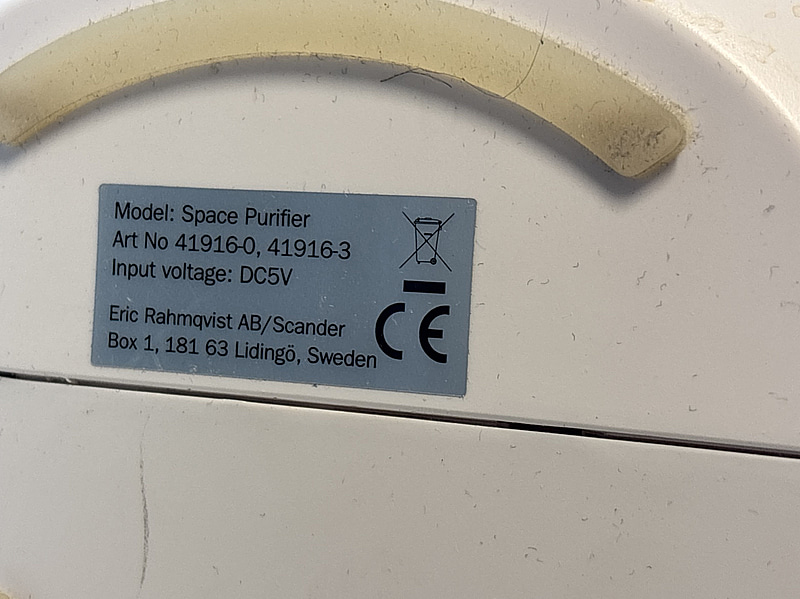 Model: Space Purifier
Art No 41916-0, 41916-3
Input voltage: DC5V
Eric Rahmqvist AB/Scander
Box 1, 181 63 Lidingö, Sweden
CE